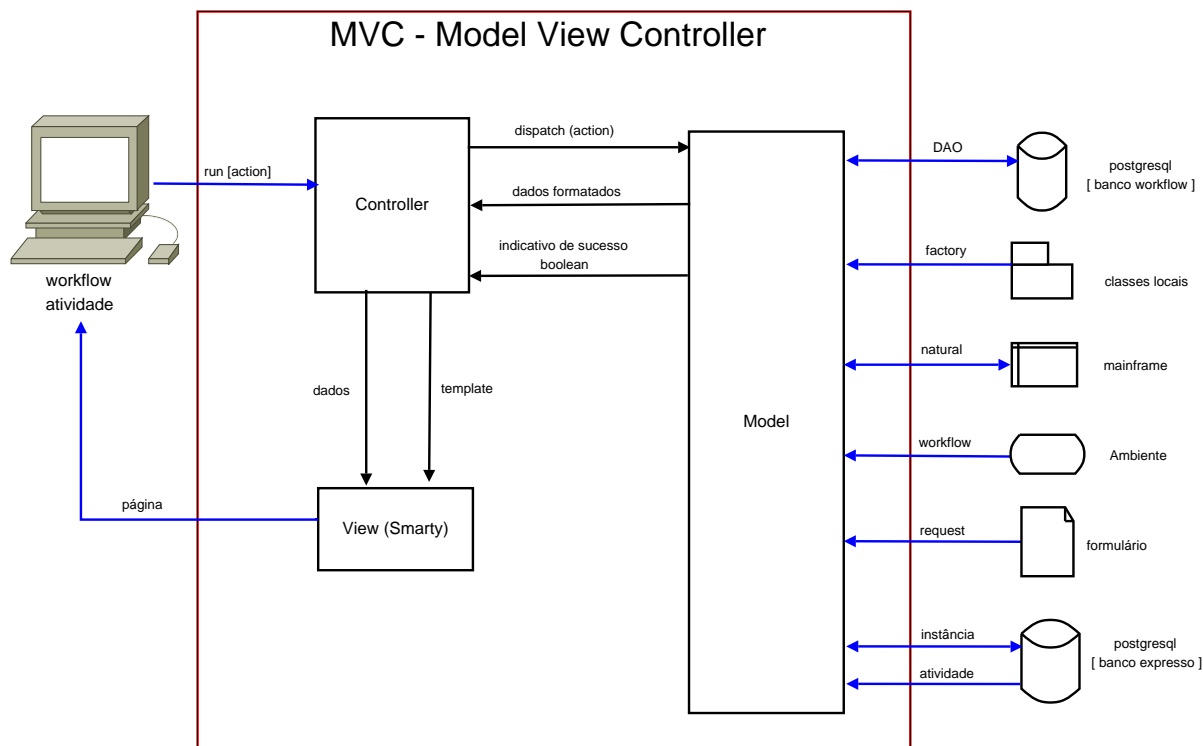 MVC - Model View Controller
run [action]
workflow
atividade
Controller
dispatch (action)
dados formatados
indicativo de sucesso
boolean
dados
template
View (Smarty)
página
Model
DAO
postgresql
[ banco workflow ]
factory
classes locais
natural
mainframe
workflow
Ambiente
request
formulário
instância
atividade
postgresql
[ banco expresso ]